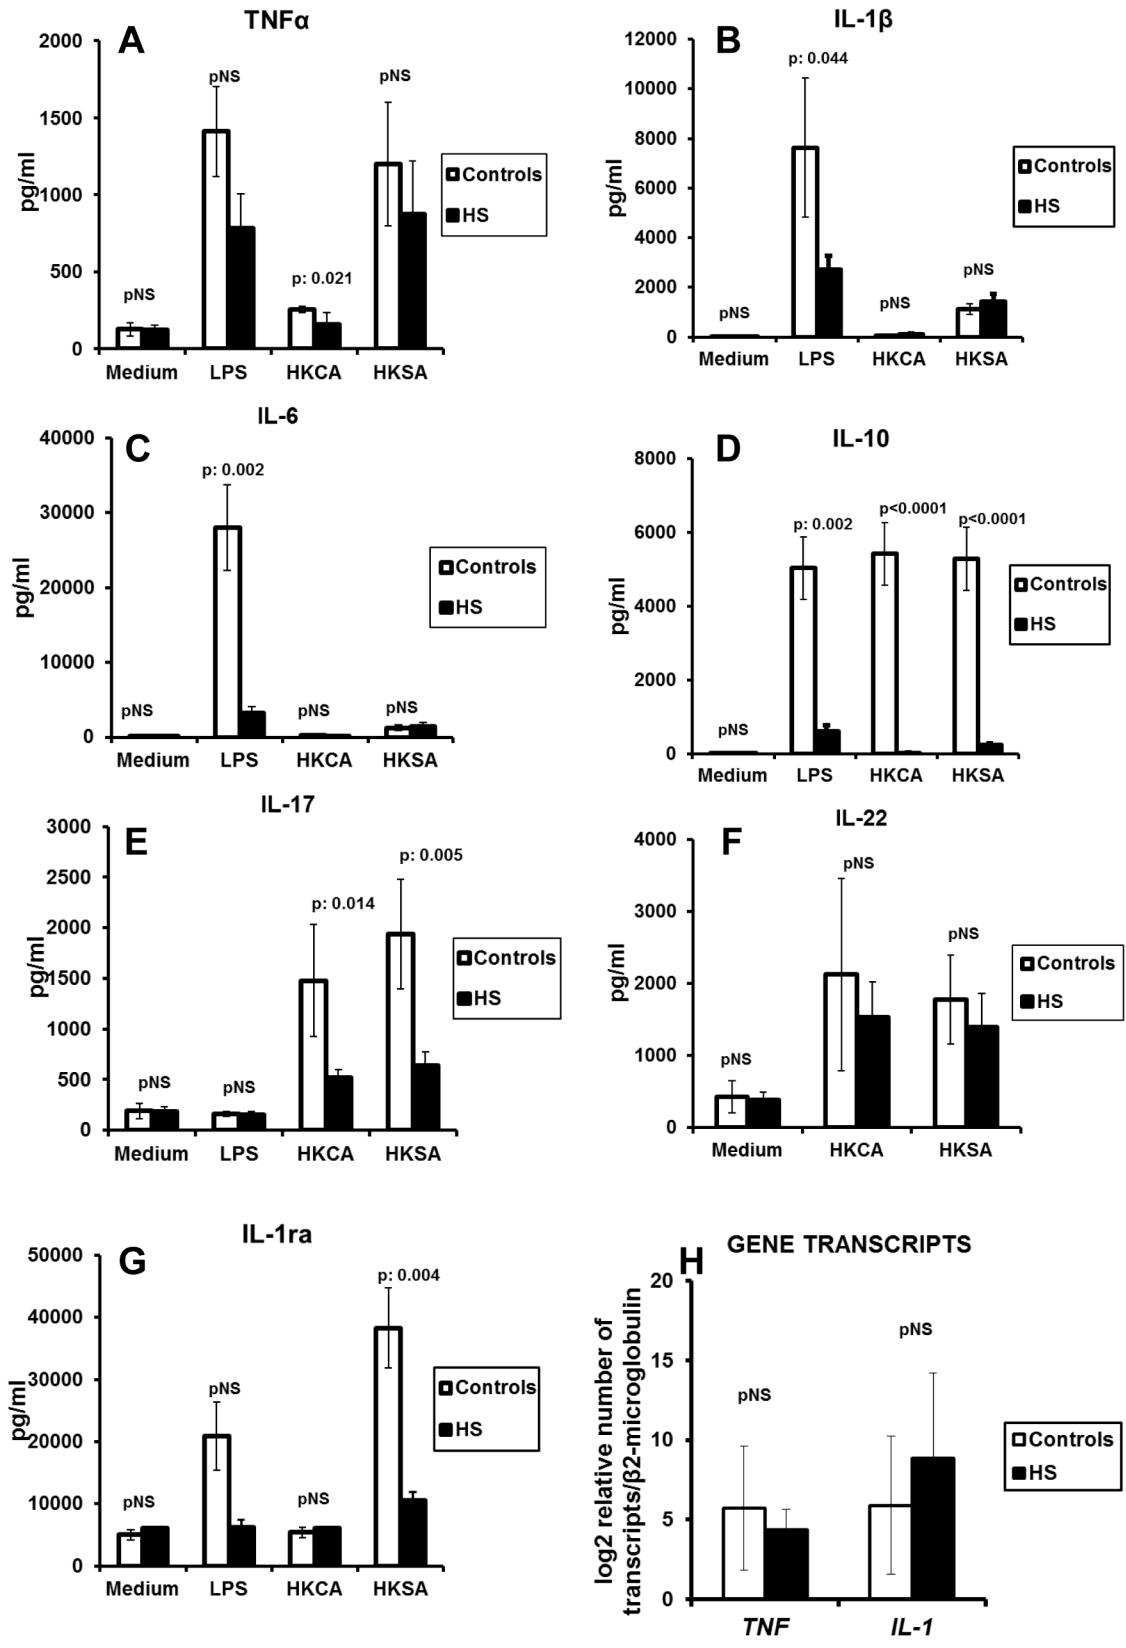 TNFα
A
2000
1500
1000
500
0
pg/ml
pNS
pNS
p: 0.021
pNS
Medium LPS HKCA HKSA
Controls
HS
IL-1β
B
12000
10000
8000
6000
4000
2000
0
pg/ml
pNS
p: 0.044
pNS
pNS
Medium LPS HKCA HKSA
Controls
HS
IL-6
C
40000
30000
20000
10000
0
pg/ml
pNS
p: 0.002
pNS
pNS
Medium LPS HKCA HKSA
Controls
HS
IL-10
D
8000
6000
4000
2000
0
pg/ml
pNS
p: 0.002
p<0.0001
p<0.0001
Medium LPS HKCA HKSA
Controls
HS
IL-17
E
3000
2500
2000
1500
1000
500
0
pg/ml
pNS
pNS
p: 0.014
p: 0.005
Medium LPS HKCA HKSA
Controls
HS
IL-22
F
4000
3000
2000
1000
0
pg/ml
pNS
pNS
pNS
Medium HKCA HKSA
Controls
HS
IL-1ra
G
50000
40000
30000
20000
10000
0
pg/ml
pNS
pNS
pNS
p: 0.004
Medium LPS HKCA HKSA
Controls
HS
GENE TRANSCRIPTS
H
20
15
10
5
0
log2 relative number of
transcripts/β2-microglobulin
pNS
pNS
TNF IL-1
Controls
HS